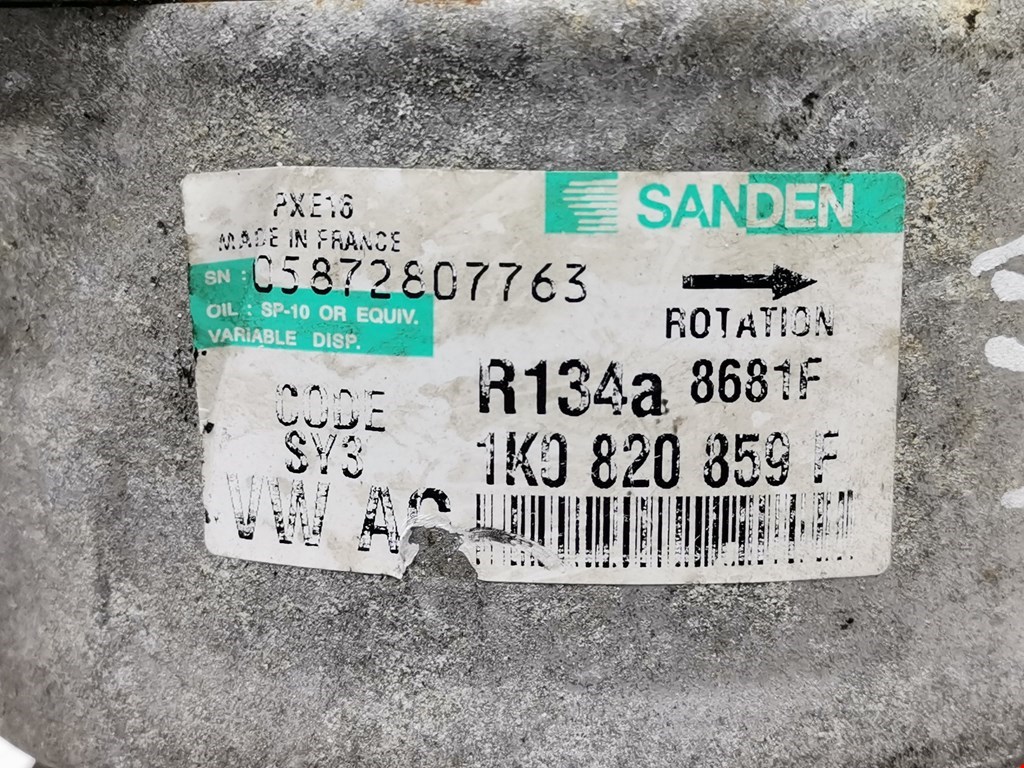 SANDEN
PXE16
MADE IN FRANCE
SN : 05872807763
OIL : SP-10 OR EQUIV.
VARIABLE DISP.
ROTATION
R134a 8681F
CODE
SY3
1K0 820 859 F
VW AG